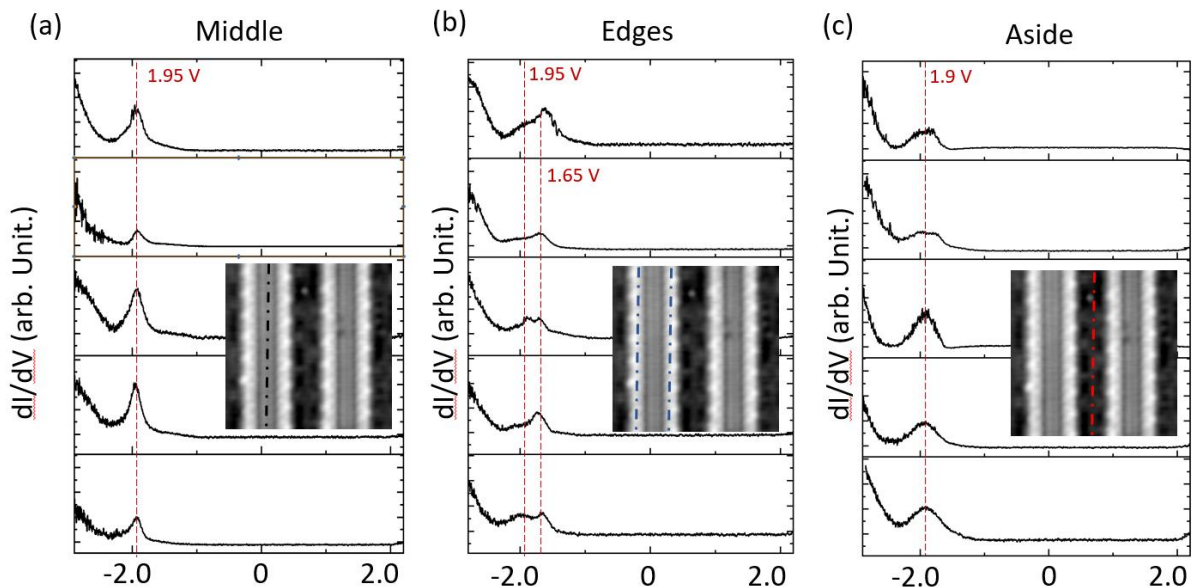 (a) Middle
1.95 V
dI/dV (arb. Unit.)
-2.0 0 2.0
(b) Edges
1.95 V
1.65 V
dI/dV (arb. Unit.)
-2.0 0 2.0
(c) Aside
1.9 V
dI/dV (arb. Unit.)
-2.0 0 2.0